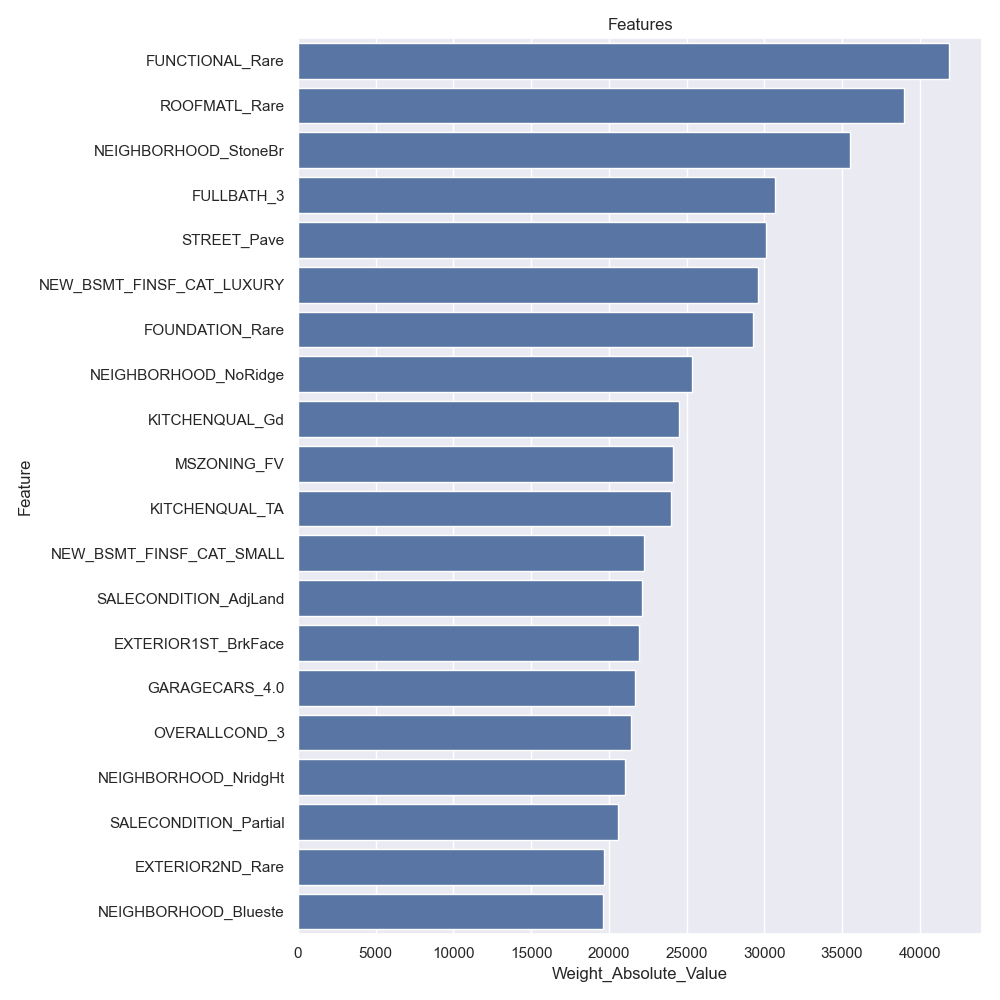 Features
FUNCTIONAL_Rare
ROOFMATL_Rare
NEIGHBORHOOD_StoneBr
FULLBATH_3
STREET_Pave
NEW_BSMT_FINSF_CAT_LUXURY
FOUNDATION_Rare
NEIGHBORHOOD_NoRidge
KITCHENQUAL_Gd
MSZONING_FV
KITCHENQUAL_TA
NEW_BSMT_FINSF_CAT_SMALL
SALECONDITION_AdjLand
EXTERIOR1ST_BrkFace
GARAGECARS_4.0
OVERALLCOND_3
NEIGHBORHOOD_NridgHt
SALECONDITION_Partial
EXTERIOR2ND_Rare
NEIGHBORHOOD_Blueste
Feature
0 5000 10000 15000 20000 25000 30000 35000 40000
Weight_Absolute_Value